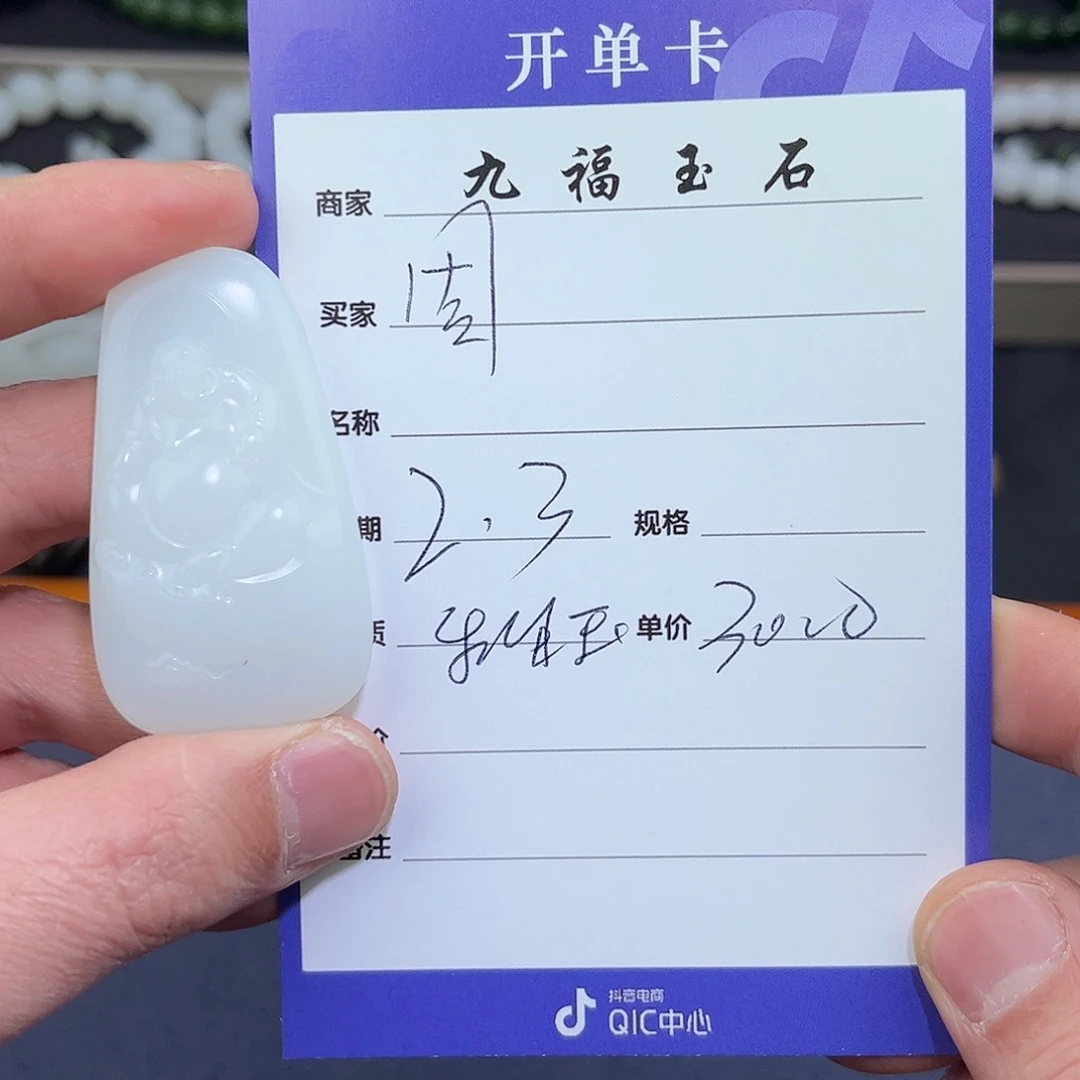 开单卡
商家 九福玉石
买家 周
名称
期 2.3 规格
质 单价 3020
备注
抖音电商
QIC中心